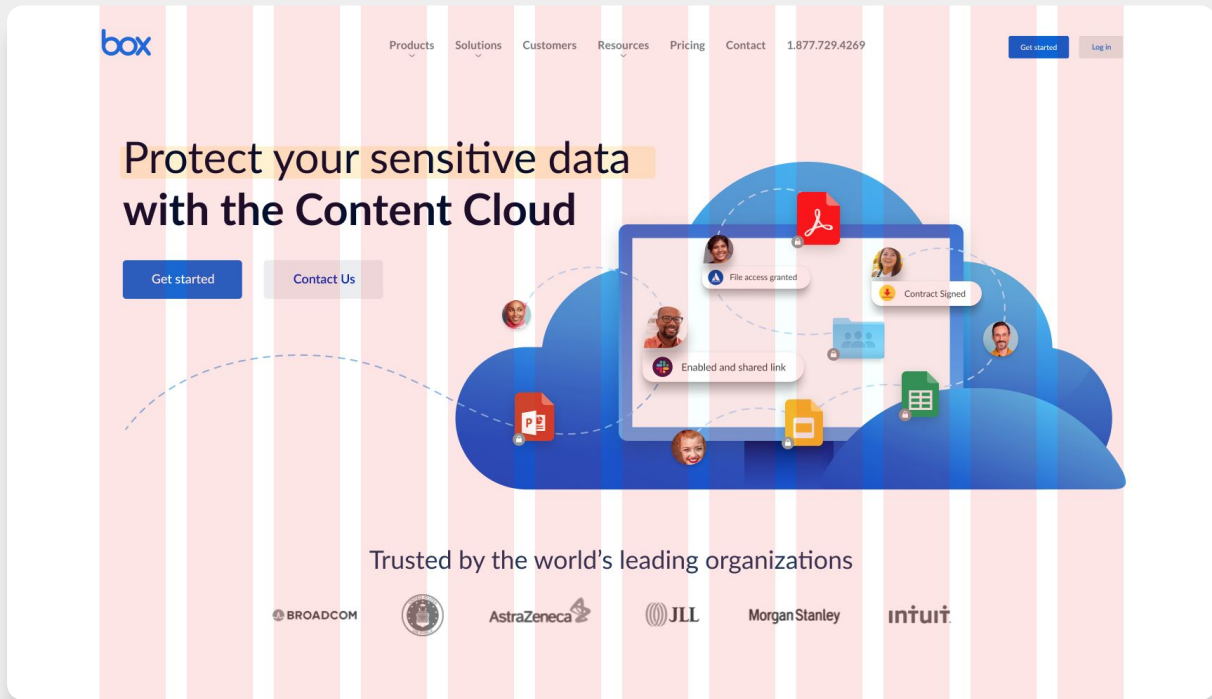 box
Products Solutions Customers Resources Pricing Contact 1.877.729.4269
Get started Log in
Protect your sensitive data
with the Content Cloud
Get started Contact Us
File access granted
Contract Signed
Enabled and shared link
P
Trusted by the world's leading organizations
BROADCOM AstraZeneca JLL Morgan Stanley intuit